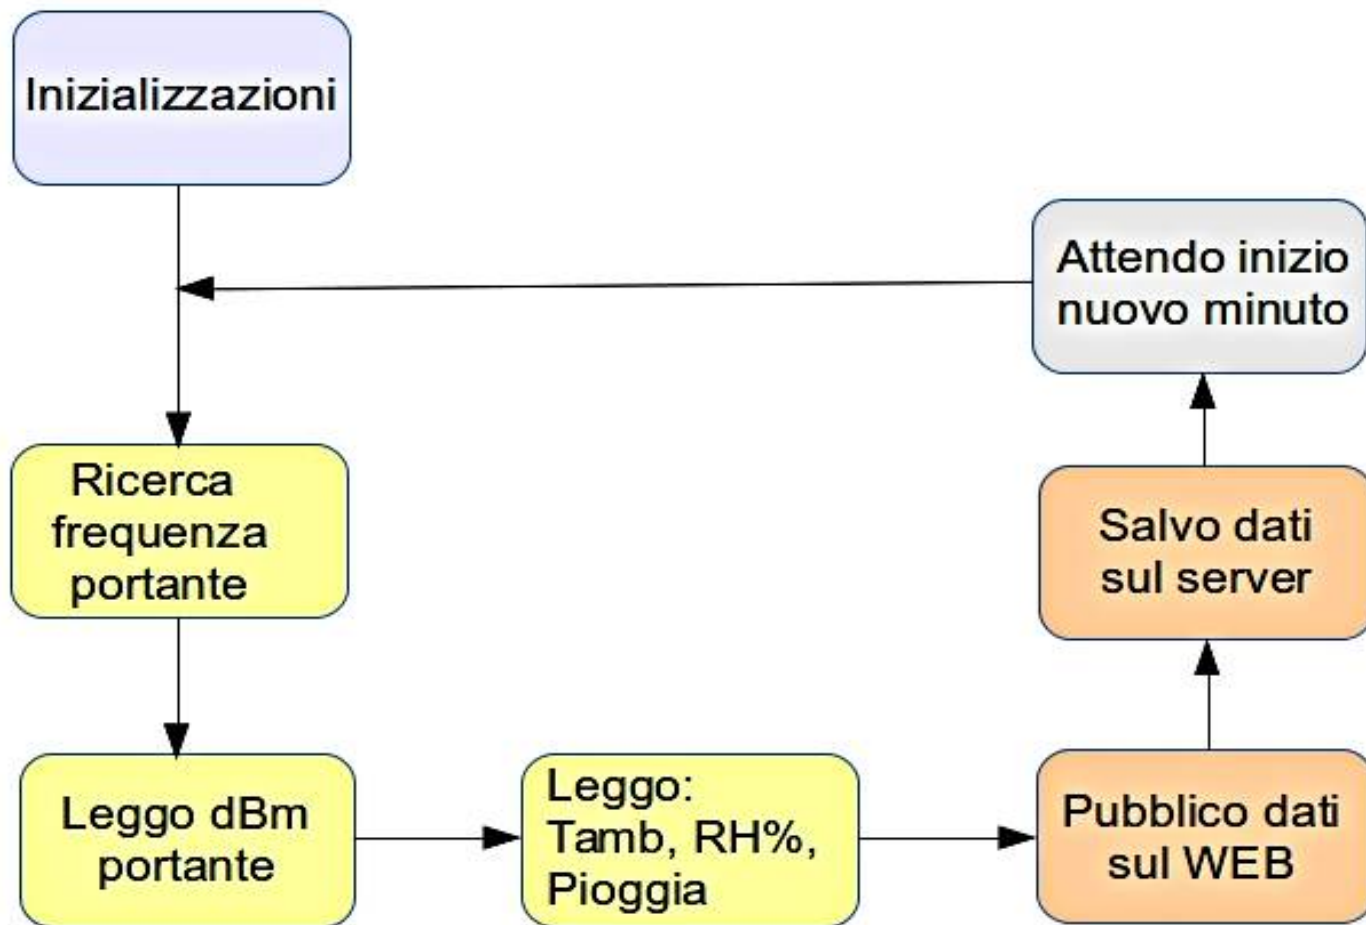 Inizializzazioni
Attendo inizio
nuovo minuto
Ricerca
frequenza
portante
Salvo dati
sul server
Leggo dBm
portante
Leggo:
Tamb, RH%,
Pioggia
Pubblico dati
sul WEB